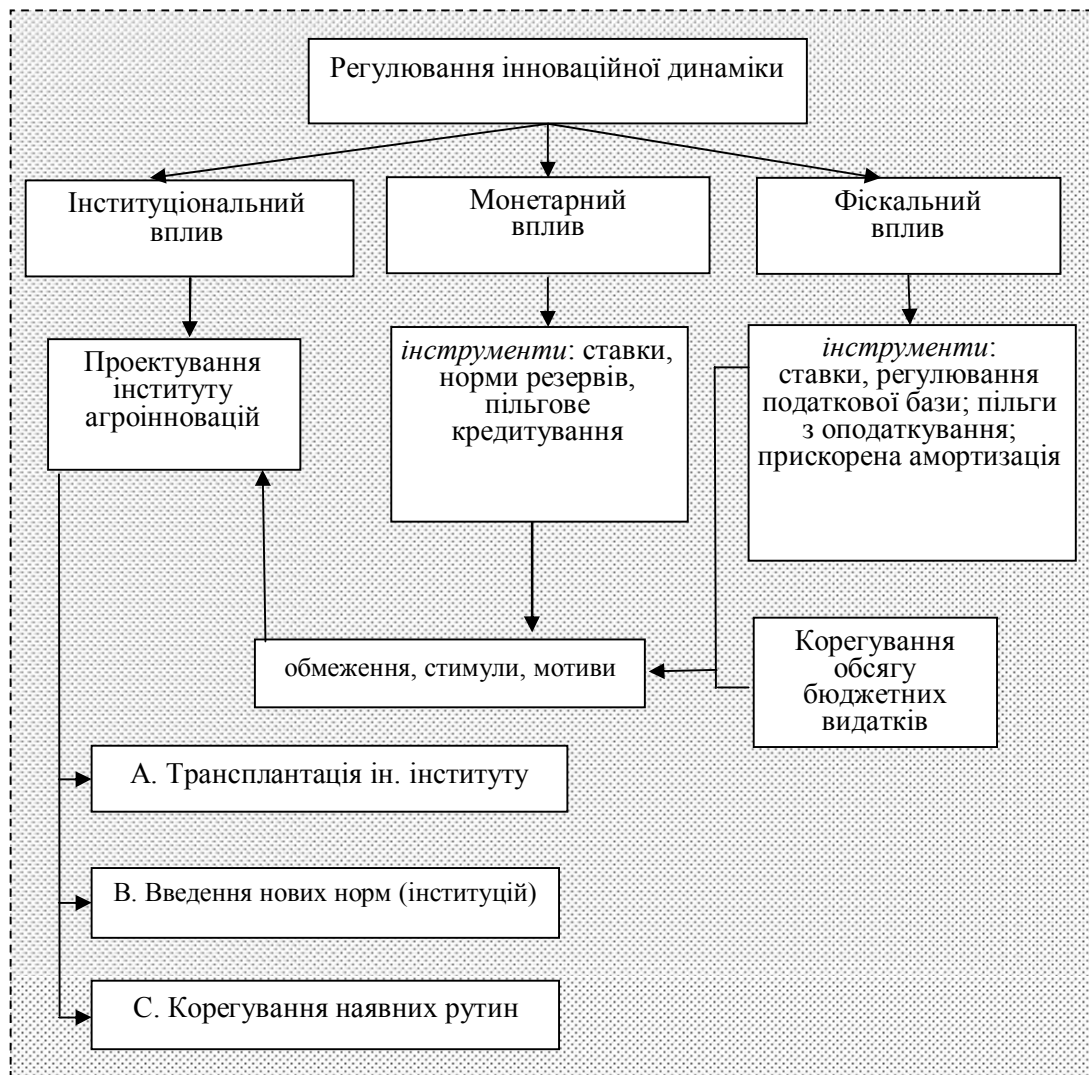 Регулювання інноваційної динаміки
Інституціональний
вплив
Монетарний
вплив
Фіскальний
вплив
Проектування
інституту
агроінновацій
інструменти: ставки,
норми резервів,
пільгове
кредитування
інструменти:
ставки, регулювання
податкової бази; пільги
з оподаткування;
прискорена амортизація
обмеження, стимули, мотиви
Корегування
обсягу
бюджетних
видатків
А. Трансплантація ін. інституту
В. Введення нових норм (інституцій)
С. Корегування наявних рутин